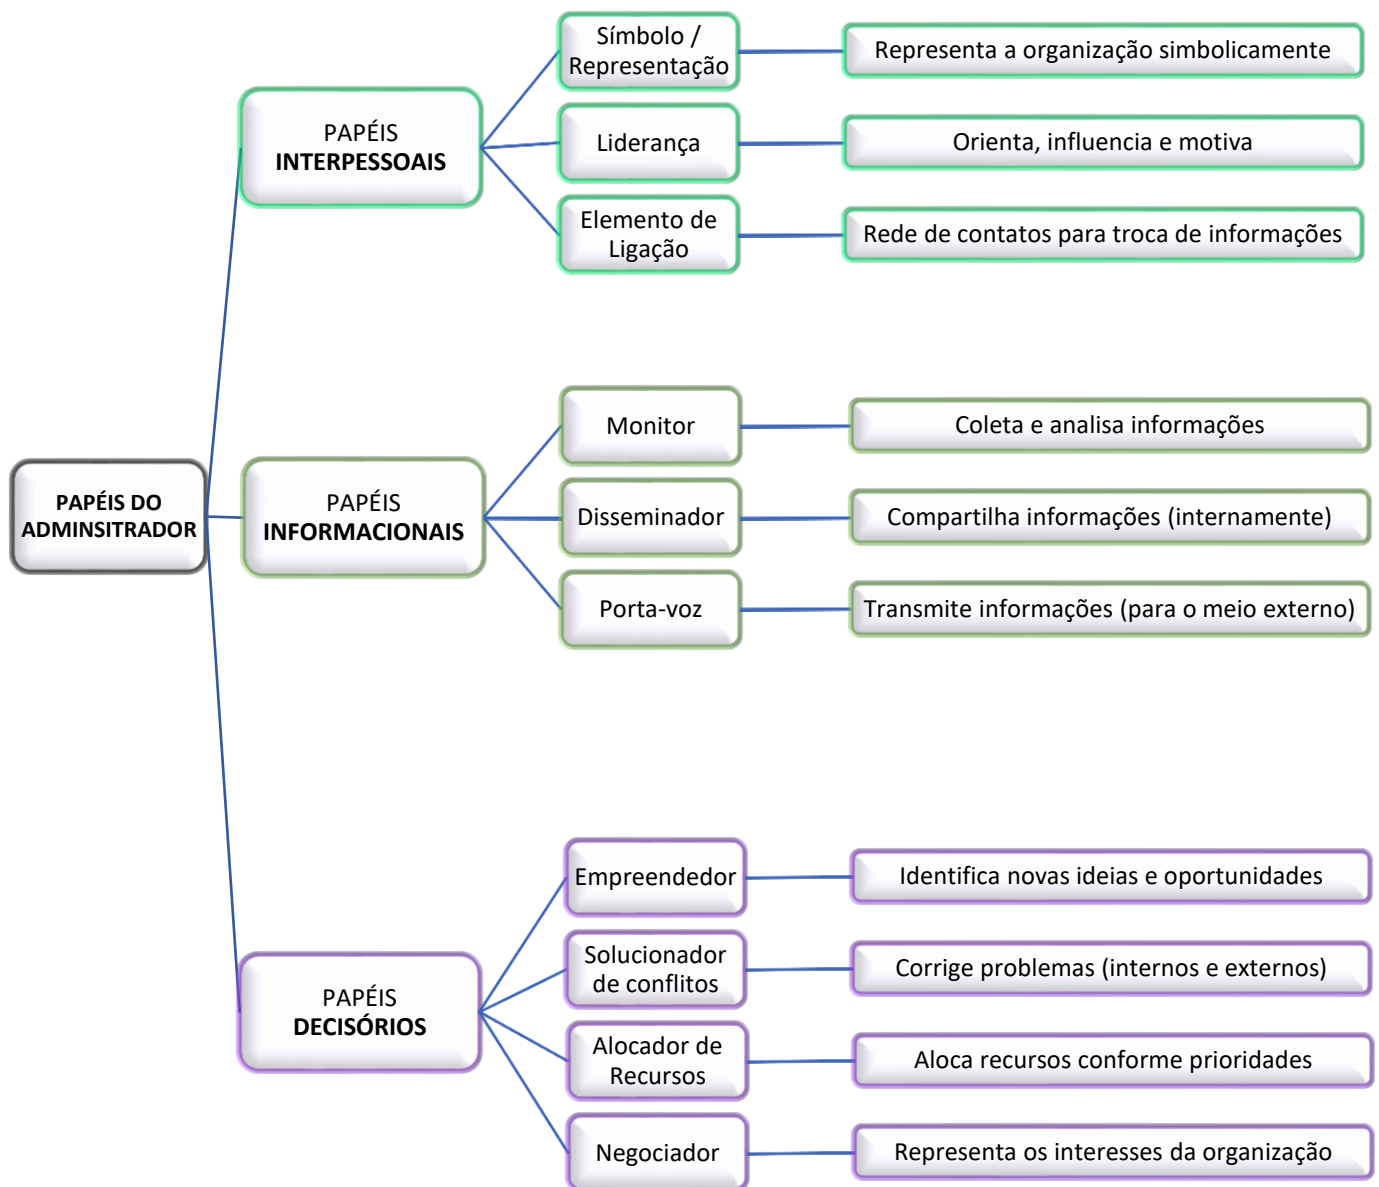 PAPÉIS DO
ADMINSITRADOR
PAPÉIS
INTERPESSOAIS
Símbolo /
Representação
Representa a organização simbolicamente
Liderança
Orienta, influencia e motiva
Elemento de
Ligação
Rede de contatos para troca de informações
PAPÉIS
INFORMACIONAIS
Monitor
Coleta e analisa informações
Disseminador
Compartilha informações (internamente)
Porta-voz
Transmite informações (para o meio externo)
PAPÉIS
DECISÓRIOS
Empreendedor
Identifica novas ideias e oportunidades
Solucionador
de conflitos
Corrige problemas (internos e externos)
Alocador de
Recursos
Aloca recursos conforme prioridades
Negociador
Representa os interesses da organização